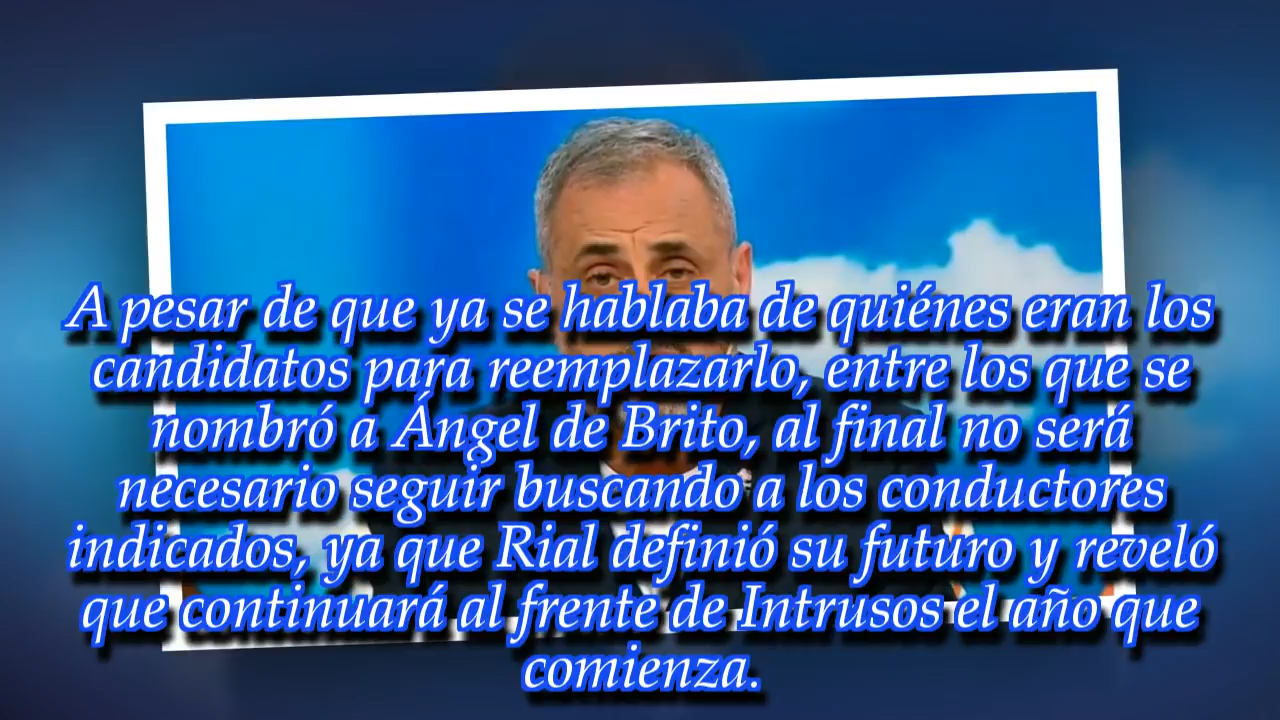 A pesar de que ya se hablaba de quiénes eran los
candidatos para reemplazarlo, entre los que se
nombró a Ángel de Brito, al final no será
necesario seguir buscando a los conductores
indicados, ya que Rial definió su futuro y reveló
que continuará al frente de Intrusos el año que
comienza.